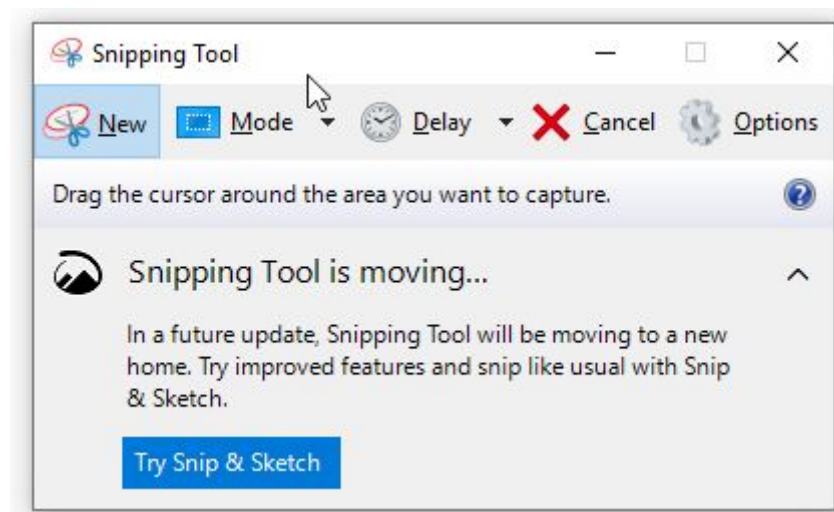 Snipping Tool
New Mode Delay Cancel Options
Drag the cursor around the area you want to capture.
Snipping Tool is moving...
In a future update, Snipping Tool will be moving to a new
home. Try improved features and snip like usual with Snip
& Sketch.
Try Snip & Sketch